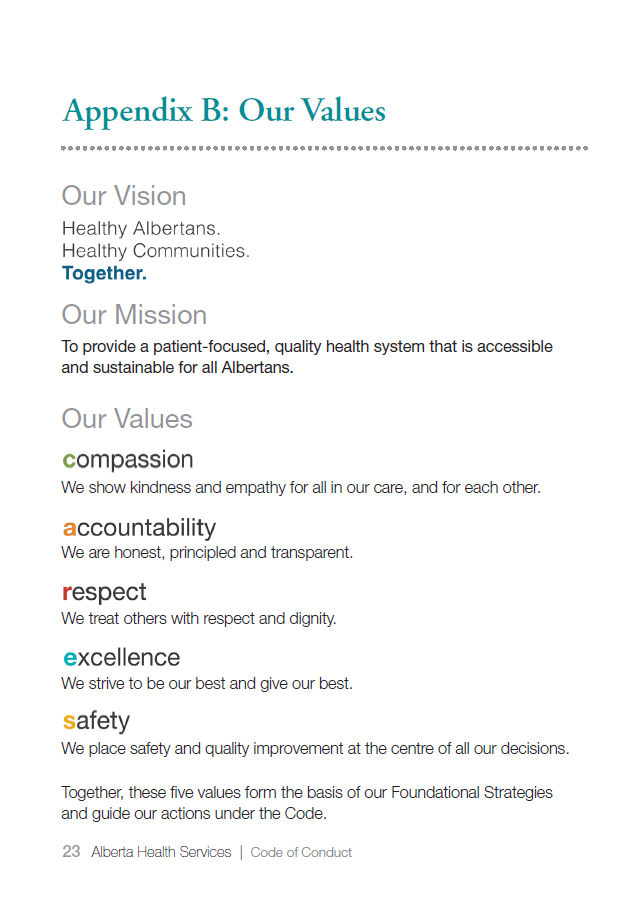 Appendix B: Our Values
Our Vision
Healthy Albertans.
Healthy Communities.
Together.
Our Mission
To provide a patient-focused, quality health system that is accessible
and sustainable for all Albertans.
Our Values
compassion
We show kindness and empathy for all in our care, and for each other.
accountability
We are honest, principled and transparent.
respect
We treat others with respect and dignity.
excellence
We strive to be our best and give our best.
safety
We place safety and quality improvement at the centre of all our decisions.
Together, these five values form the basis of our Foundational Strategies
and guide our actions under the Code.
23 Alberta Health Services | Code of Conduct